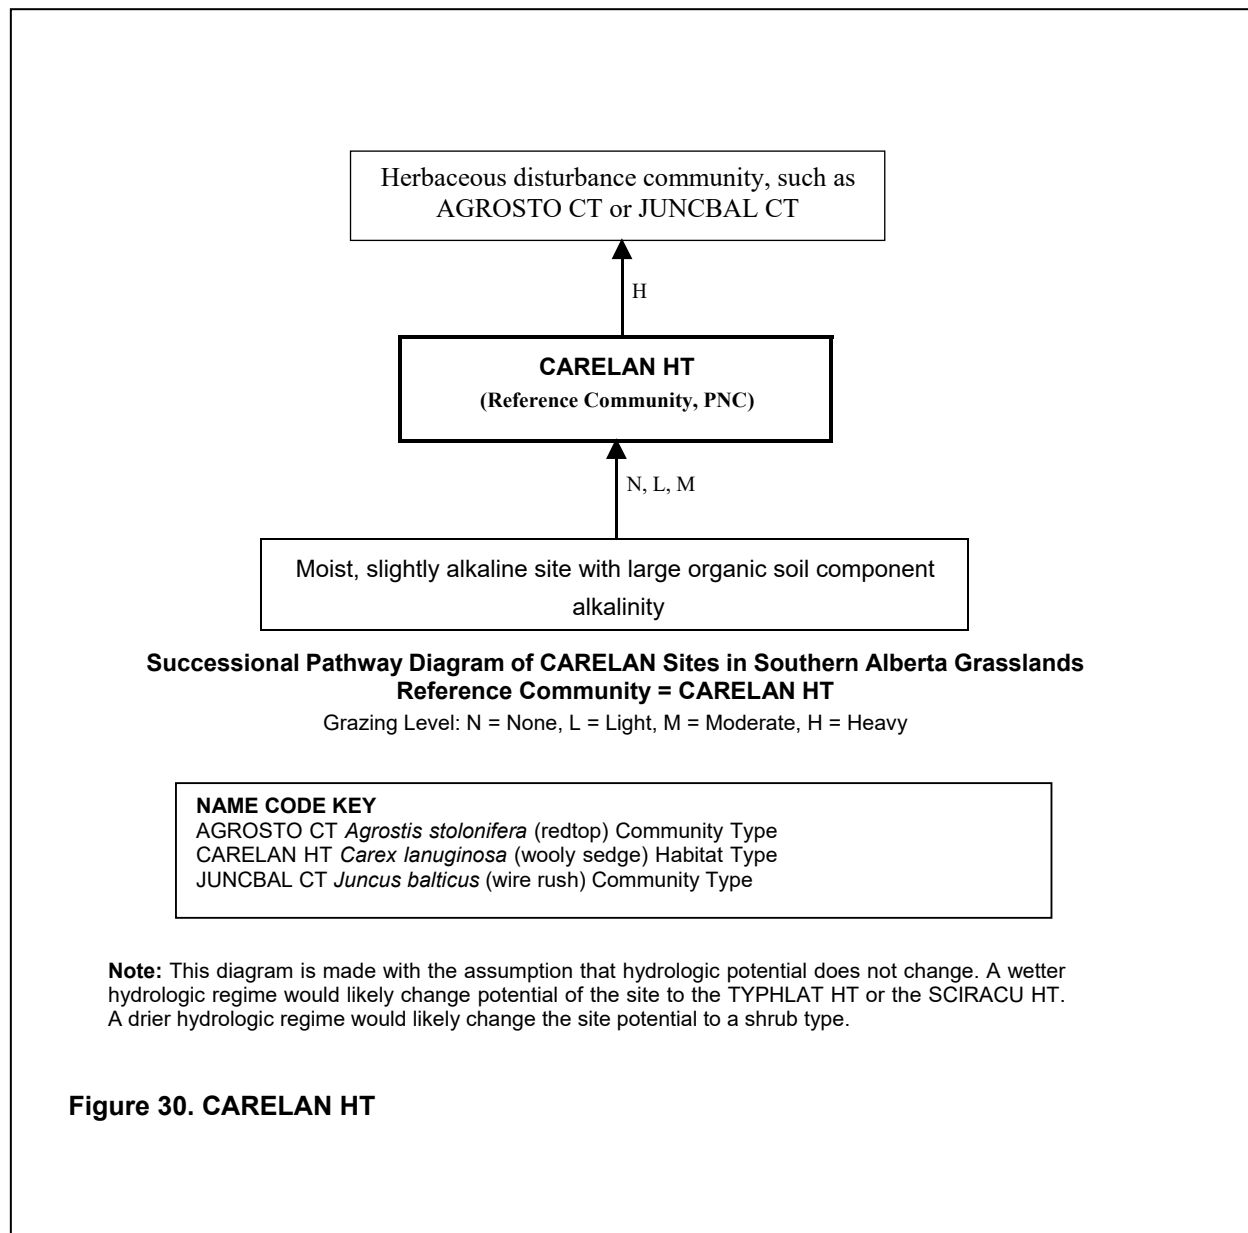 Herbaceous disturbance community, such as
AGROSTO CT or JUNCBAL CT
H
CARELAN HT
(Reference Community, PNC)
N, L, M
Moist, slightly alkaline site with large organic soil component
alkalinity
Successional Pathway Diagram of CARELAN Sites in Southern Alberta Grasslands
Reference Community = CARELAN HT
Grazing Level: N = None, L = Light, M = Moderate, H = Heavy
NAME CODE KEY
AGROSTO CT Agrostis stolonifera (redtop) Community Type
CARELAN HT Carex lanuginosa (wooly sedge) Habitat Type
JUNCBAL CT Juncus balticus (wire rush) Community Type
Note: This diagram is made with the assumption that hydrologic potential does not change. A wetter
hydrologic regime would likely change potential of the site to the TYPHLAT HT or the SCIRACU HT.
A drier hydrologic regime would likely change the site potential to a shrub type.
Figure 30. CARELAN HT